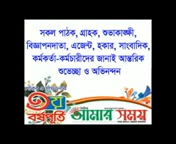 সকল পাঠক, গ্রাহক, শুভাকাঙ্ক্ষী,
বিজ্ঞাপনদাতা, এজেন্ট, হকার, সাংবাদিক,
কর্মকর্তা-কর্মচারীদের জানাই আন্তরিক
শুভেচ্ছা ও অভিনন্দন
৩য়
বর্ষপূর্তি
আমার সময়